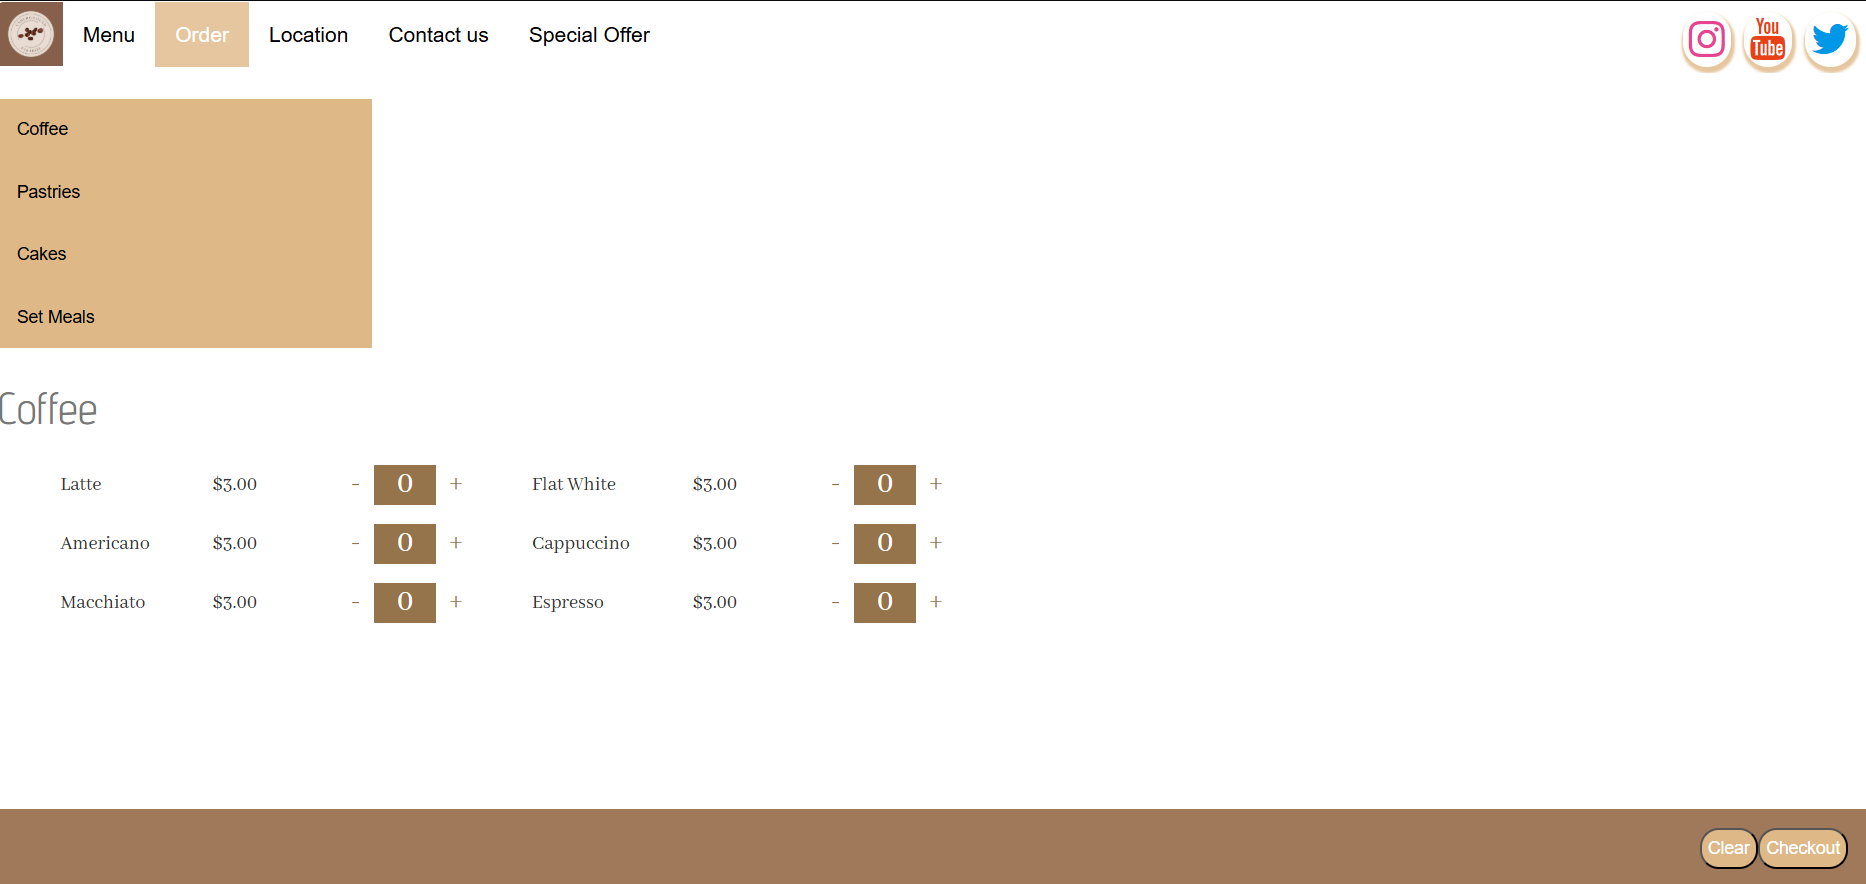 Menu Order Location Contact us Special Offer
You
Tube
Coffee
Pastries
Cakes
Set Meals
Coffee
Latte $3.00 - 0 + Flat White $3.00 - 0 +
Americano $3.00 - 0 + Cappuccino $3.00 - 0 +
Macchiato $3.00 - 0 + Espresso $3.00 - 0 +
Clear Checkout